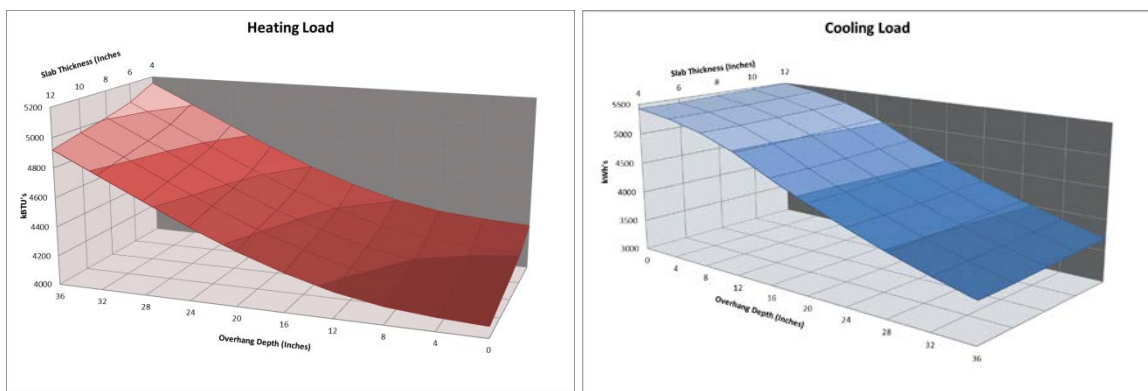 Heating Load
Slab Thickness (Inches
12 10 8 6 4
5200
5000
4800
4600
4400
4200
4000
kBTU's
36 32 28 24 20 16 12 8 4 0
Overhang Depth (Inches)
Cooling Load
Slab Thickness (Inches)
4 6 8 10 12
5500
5000
4500
4000
3500
3000
kWh's
0 4 8 12 16 20 24 28 32 36
Overhang Depth (Inches)